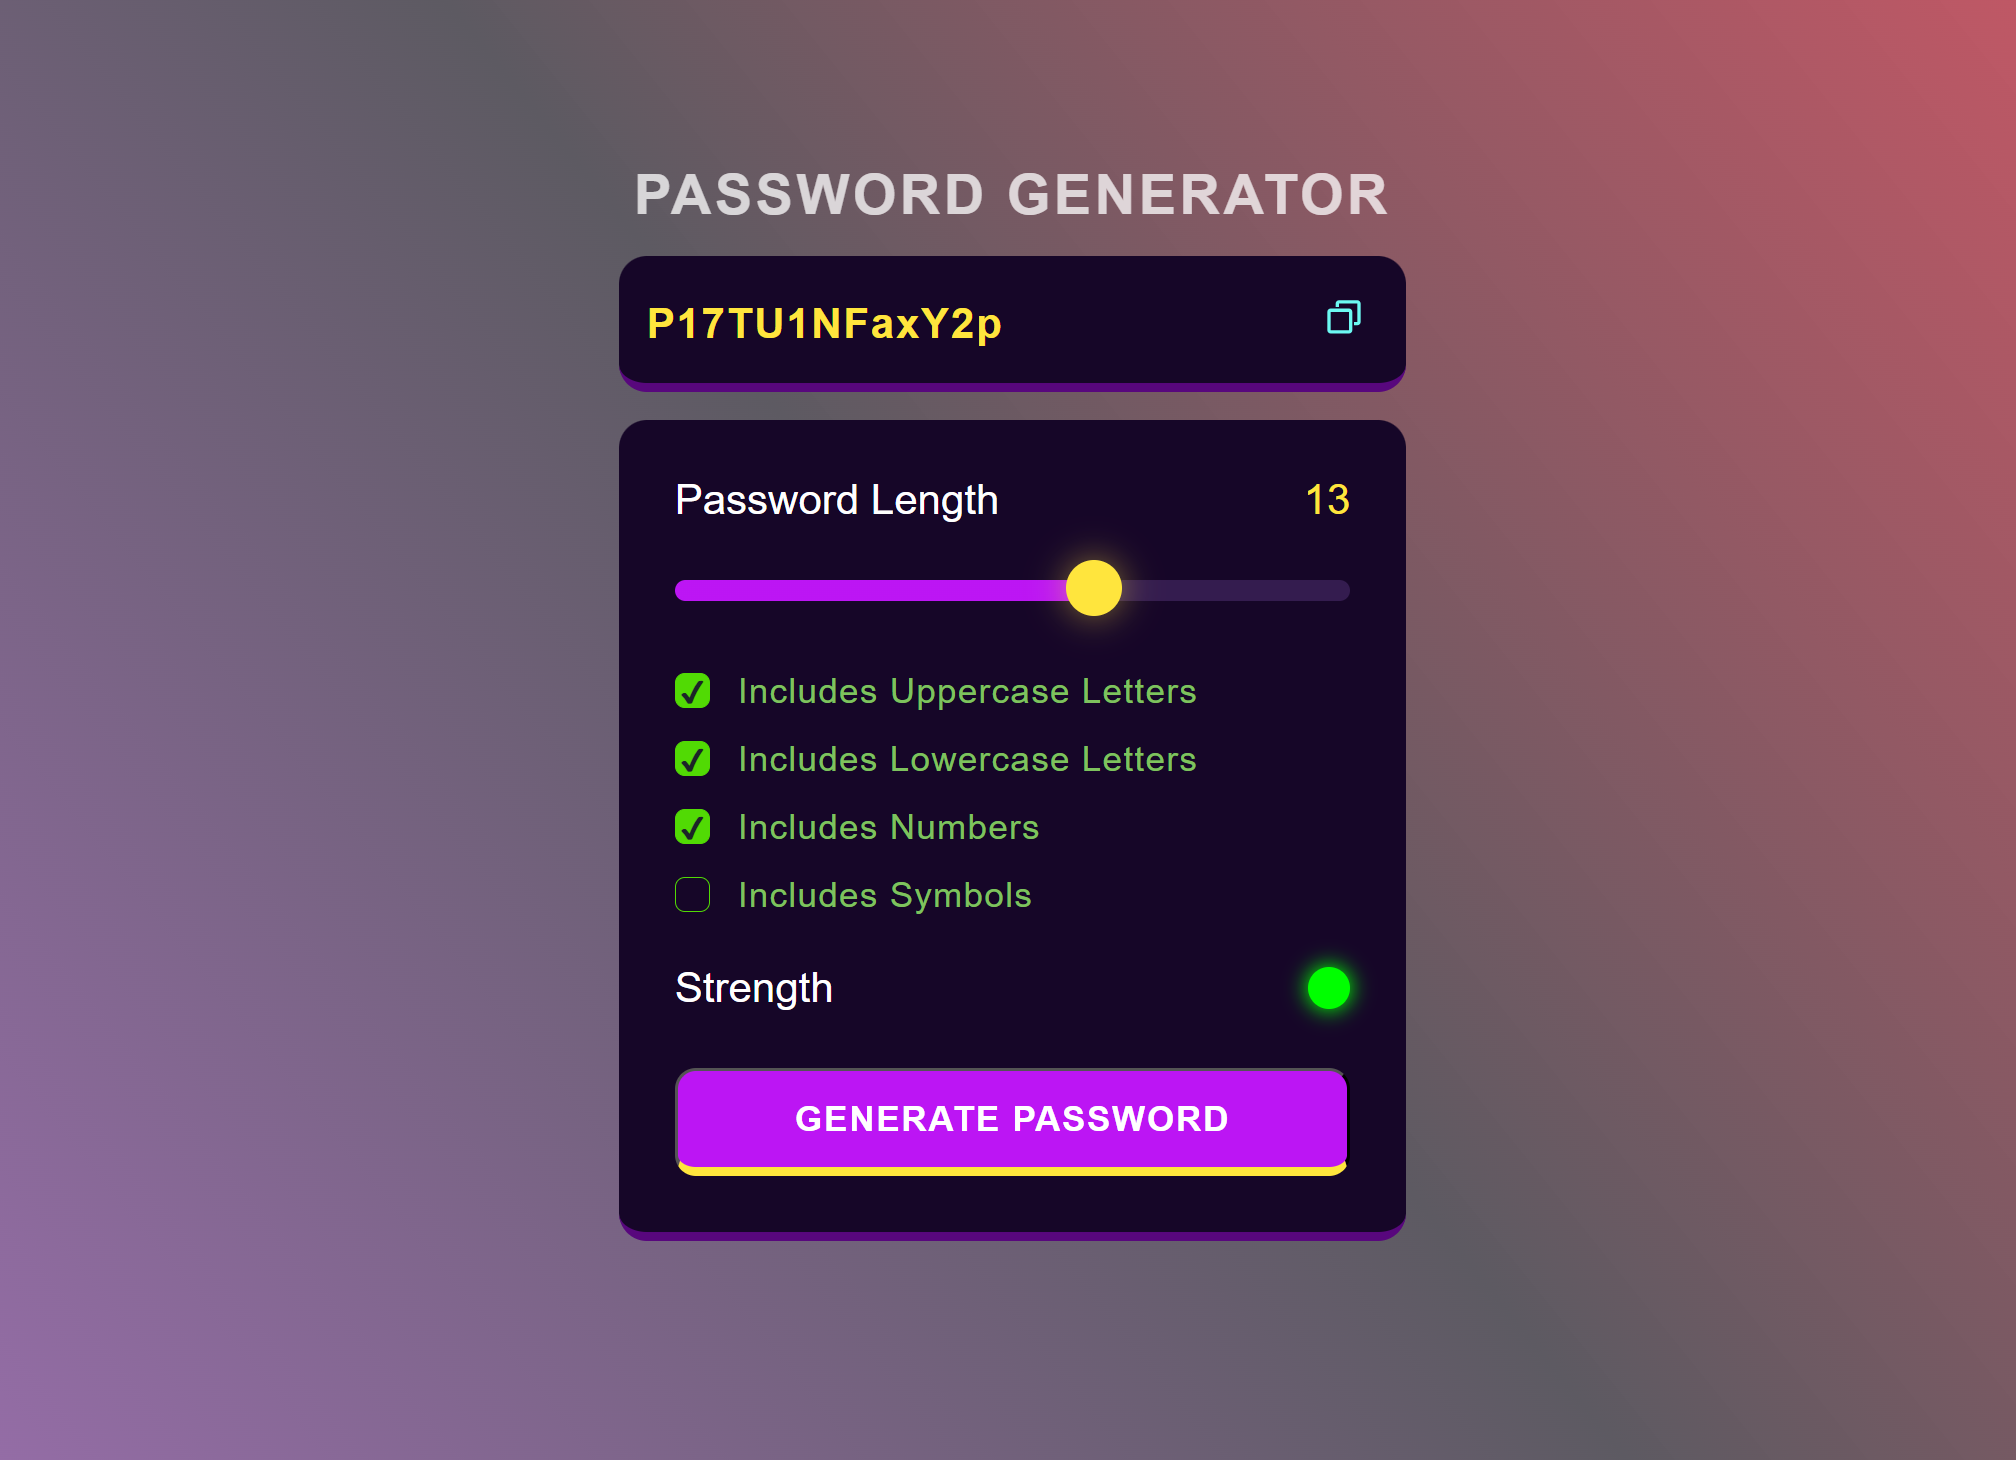 PASSWORD GENERATOR
P17TU1NFaxY2p
Password Length 13
Includes Uppercase Letters
Includes Lowercase Letters
Includes Numbers
Includes Symbols
Strength
GENERATE PASSWORD